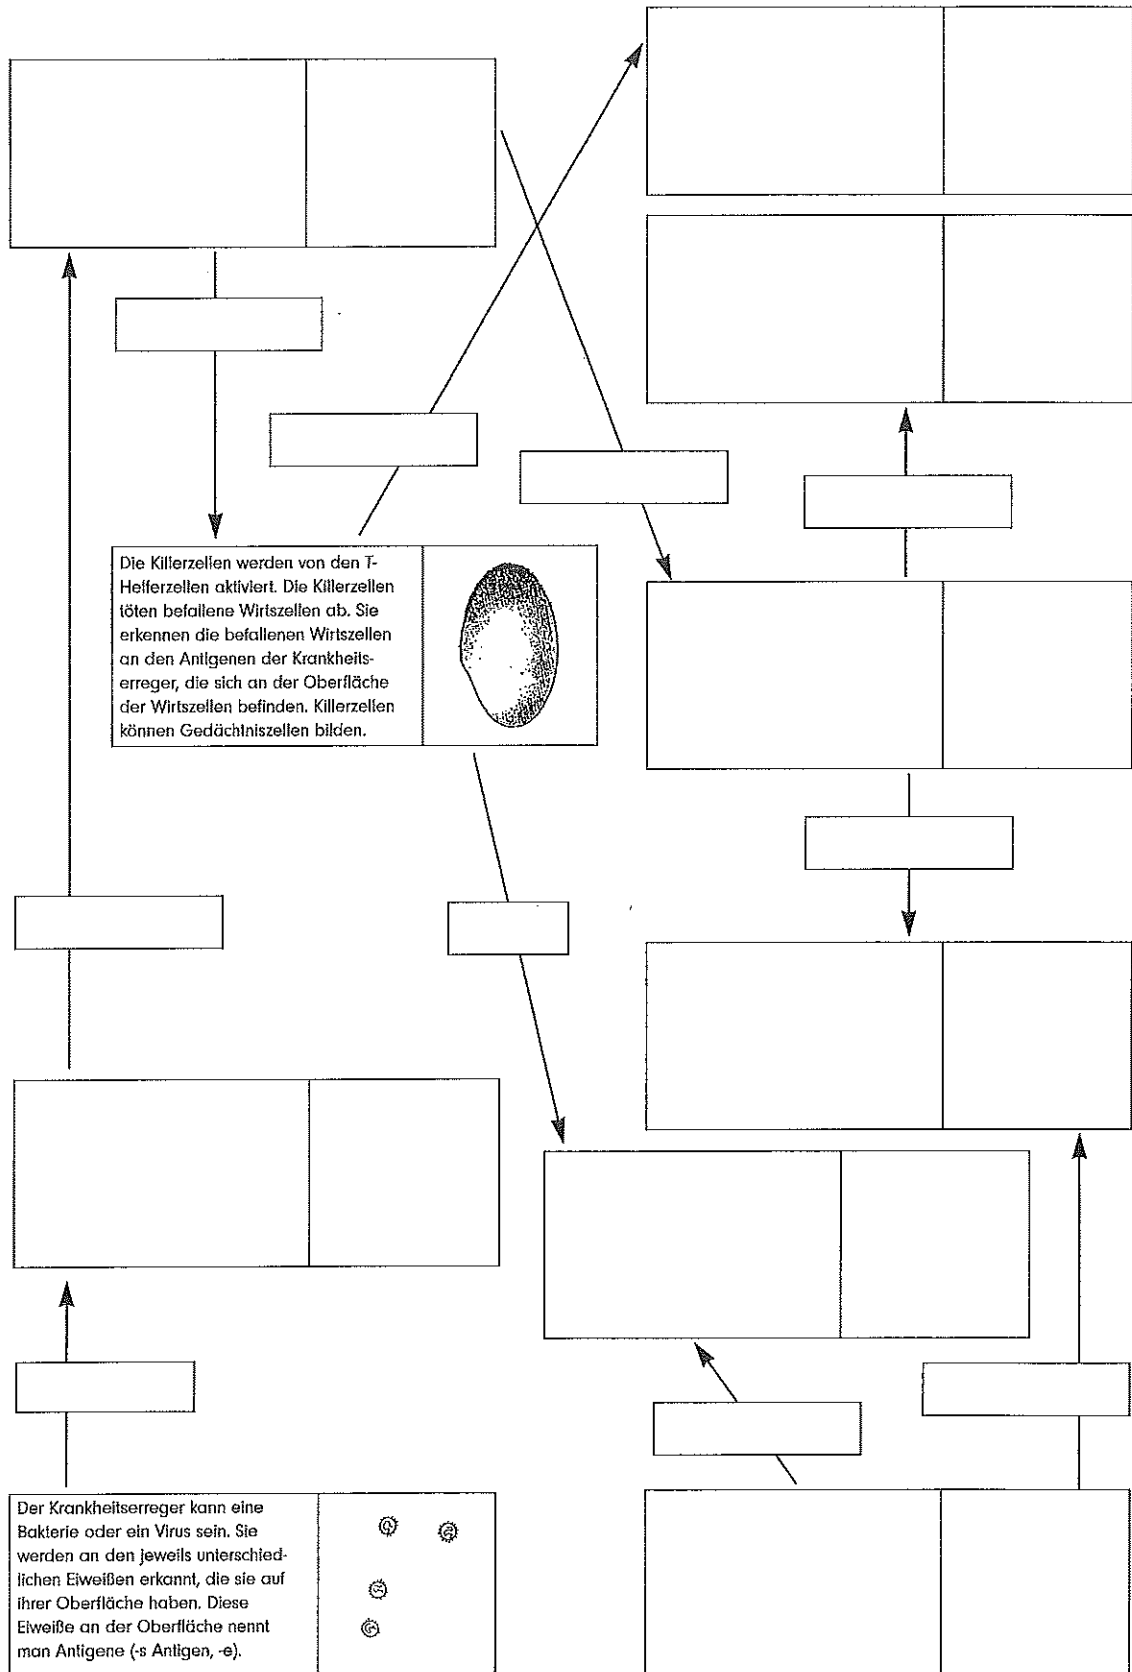 Die Killerzellen werden von den T-
Helferzellen aktiviert. Die Killerzellen
töten befallene Wirtszellen ab. Sie
erkennen die befallenen Wirtszellen
an den Antigenen der Krankheits-
erreger, die sich an der Oberfläche
der Wirtszellen befinden. Killerzellen
können Gedächtniszellen bilden.
Der Krankheitserreger kann eine
Bakterie oder ein Virus sein. Sie
werden an den jeweils unterschied-
lichen Eiweißen erkannt, die sie auf
ihrer Oberfläche haben. Diese
Eiweiße an der Oberfläche nennt
man Antigene (-s Antigen, -e).